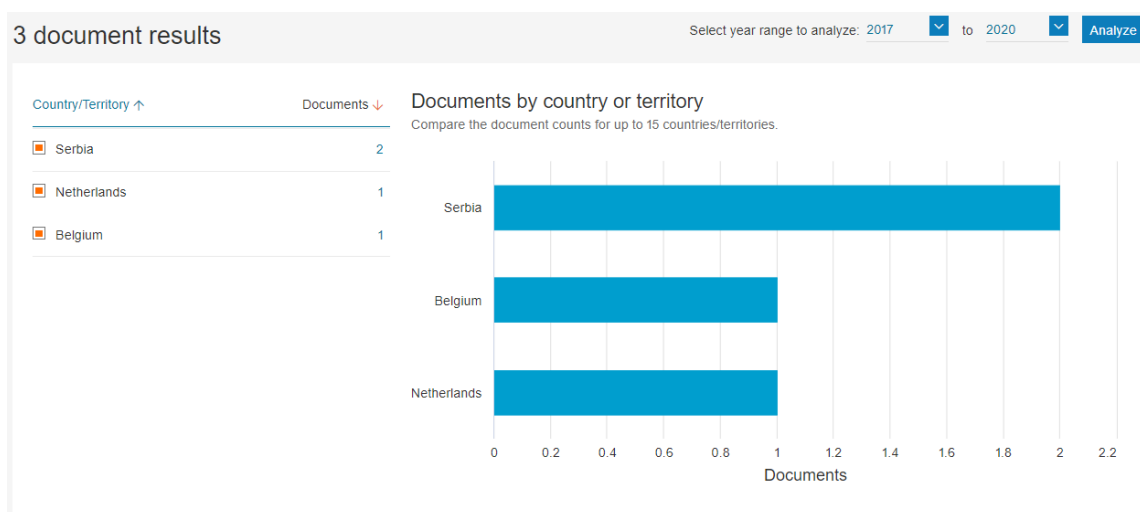 3 document results
Select year range to analyze: 2017 to 2020 Analyze
Country/Territory ↑ Documents ↓
Serbia 2
Netherlands 1
Belgium 1
Documents by country or territory
Compare the document counts for up to 15 countries/territories.
Serbia
Belgium
Netherlands
0 0.2 0.4 0.6 0.8 1 1.2 1.4 1.6 1.8 2 2.2
Documents